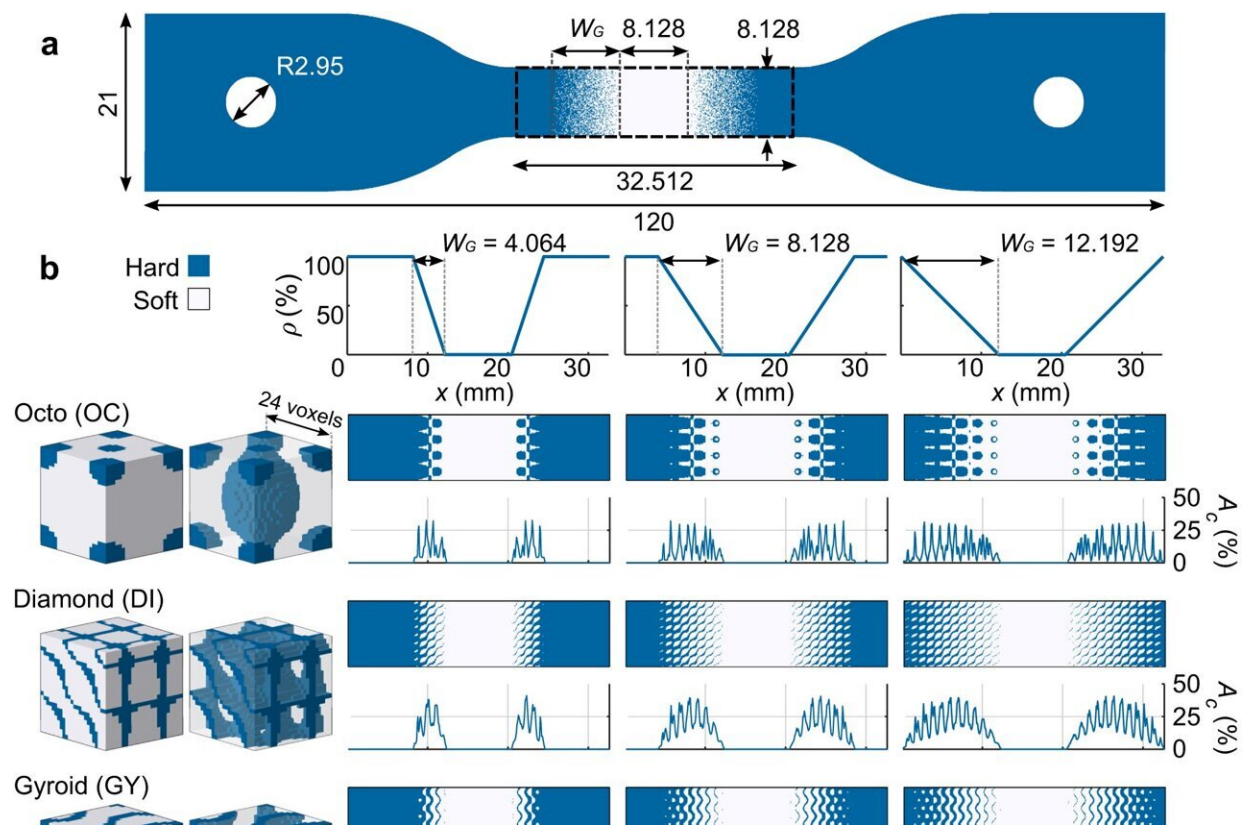 a
W_G
8.128
8.128
R2.95
21
32.512
120
b
Hard
Soft
W_G = 4.064
W_G = 8.128
W_G = 12.192
100
50
0
ρ (%)
10
20
30
10
20
30
10
20
30
x (mm)
x (mm)
x (mm)
Octo (OC)
24 voxels
50
25
0
A_c (%)
Diamond (DI)
50
25
0
A_c (%)
Gyroid (GY)